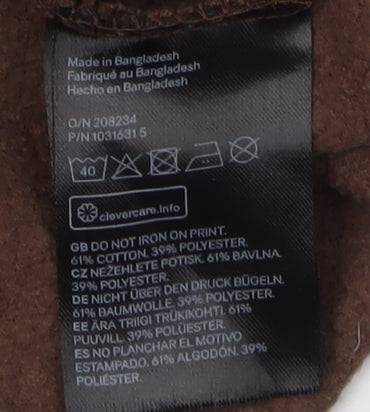 Made in Bangladesh
Fabriqué au Bangladesh
Hecho en Bangladesh
O/N 208234
P/N 1031631 5
40
clevercare.info
GB DO NOT IRON ON PRINT.
61% COTTON. 39% POLYESTER.
CZ NEŽEHLETE POTISK. 61% BAVLNA.
39% POLYESTER.
DE NICHT ÜBER DEN DRUCK BÜGELN.
61% BAUMWOLLE. 39% POLYESTER.
EE ÄRA TRIIGI TRÜKIKOHTI. 61%
PUUVILL. 39% POLÜESTER.
ES NO PLANCHAR EL MOTIVO
ESTAMPADO. 61% ALGODÓN. 39%
POLIÉSTER.